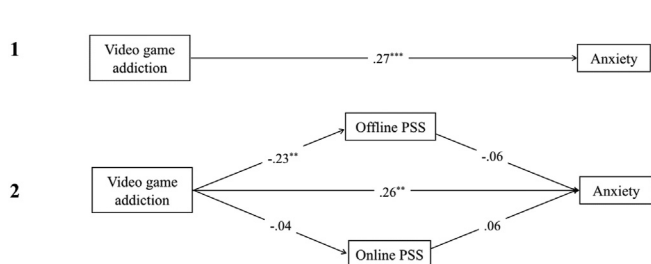 1
Video game
addiction
.27***
Anxiety
Offline PSS
-.23**
-.06
2
Video game
addiction
.26**
Anxiety
-.04
.06
Online PSS